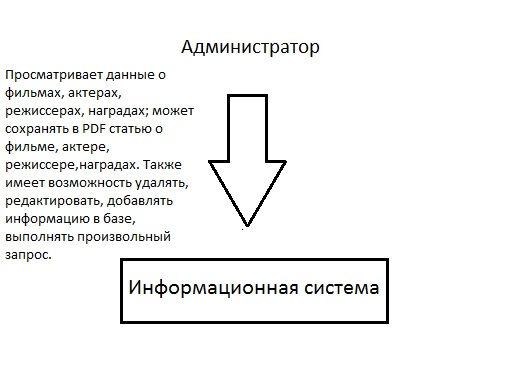 Администратор
Просматривает данные о
фильмах, актерах,
режиссерах, наградах; может
сохранять в PDF статью о
фильме, актере,
режиссере,наградах. Также
имеет возможность удалять,
редактировать, добавлять
информацию в базе,
выполнять произвольный
запрос.
Информационная система